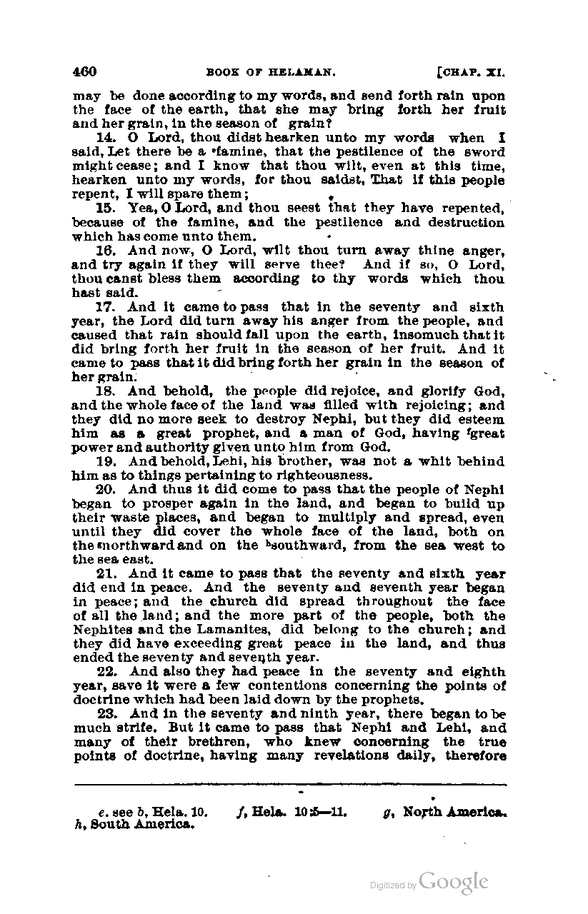 460 BOOK OF HELAMAN. [CHAP. XI.
may be done according to my words, and send forth rain upon
the face of the earth, that she may bring forth her fruit
and her grain, in the season of grain?
14. O Lord, thou didst hearken unto my words when I
said, Let there be a ᵉfamine, that the pestilence of the sword
might cease; and I know that thou wilt, even at this time,
hearken unto my words, for thou saidst, That if this people
repent, I will spare them;
15. Yea, O Lord, and thou seest that they have repented,
because of the famine, and the pestilence and destruction
which has come unto them.
16. And now, O Lord, wilt thou turn away thine anger,
and try again if they will serve thee? And if so, O Lord,
thou canst bless them according to thy words which thou
hast said.
17. And it came to pass that in the seventy and sixth
year, the Lord did turn away his anger from the people, and
caused that rain should fall upon the earth, insomuch that it
did bring forth her fruit in the season of her fruit. And it
came to pass that it did bring forth her grain in the season of
her grain.
18. And behold, the people did rejoice, and glorify God,
and the whole face of the land was filled with rejoicing; and
they did no more seek to destroy Nephi, but they did esteem
him as a great prophet, and a man of God, having ᶠgreat
power and authority given unto him from God.
19. And behold, Lehi, his brother, was not a whit behind
him as to things pertaining to righteousness.
20. And thus it did come to pass that the people of Nephi
began to prosper again in the land, and began to build up
their waste places, and began to multiply and spread, even
until they did cover the whole face of the land, both on
the ᵍnorthward and on the ʰsouthward, from the sea west to
the sea east.
21. And it came to pass that the seventy and sixth year
did end in peace. And the seventy and seventh year began
in peace; and the church did spread throughout the face
of all the land; and the more part of the people, both the
Nephites and the Lamanites, did belong to the church; and
they did have exceeding great peace in the land, and thus
ended the seventy and seventh year.
22. And also they had peace in the seventy and eighth
year, save it were a few contentions concerning the points of
doctrine which had been laid down by the prophets.
23. And in the seventy and ninth year, there began to be
much strife. But it came to pass that Nephi and Lehi, and
many of their brethren, who knew concerning the true
points of doctrine, having many revelations daily, therefore
e. see b, Hela. 10. f, Hela. 10:5—11. g, North America.
h, South America.
Digitized by Google